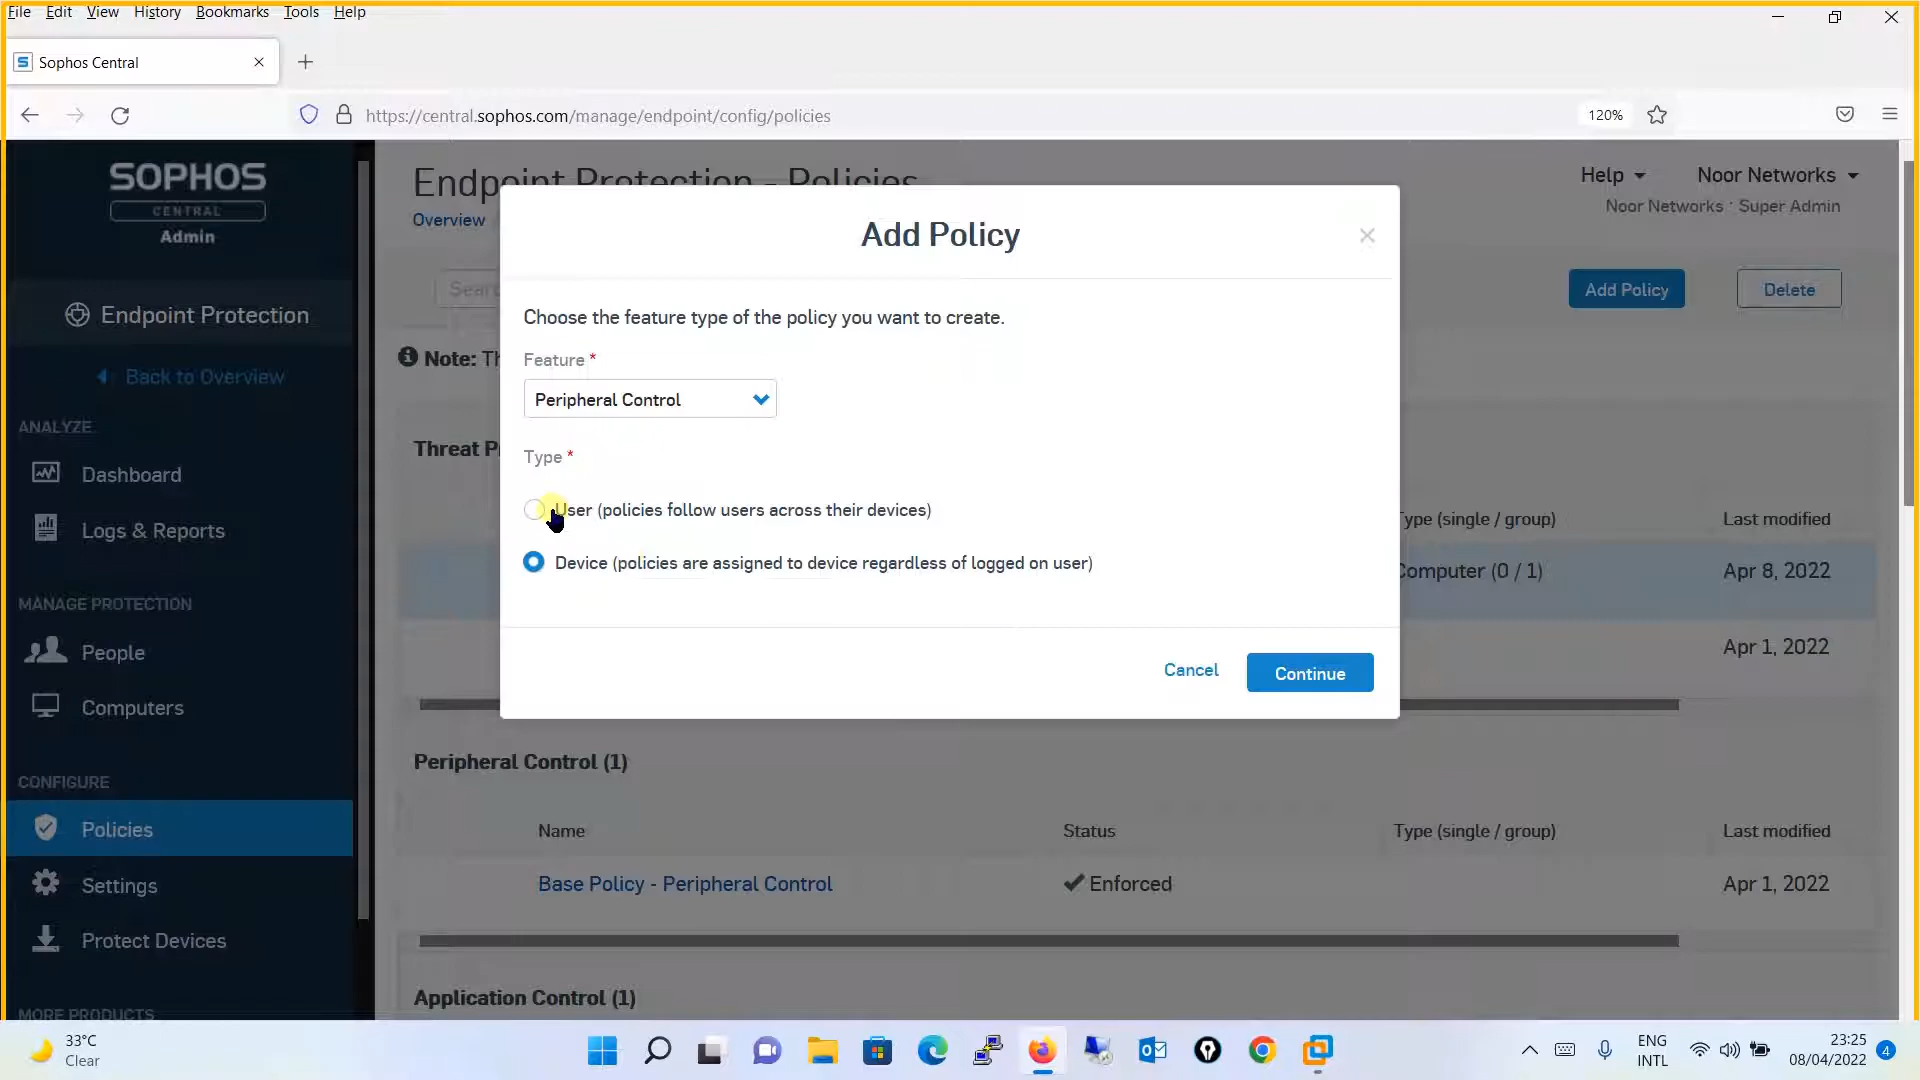 File Edit View History Bookmarks Tools Help
Sophos Central
https://central.sophos.com/manage/endpoint/config/policies
120%
SOPHOS
CENTRAL
Admin
Endpoint Protection
Back to Overview
ANALYZE
Dashboard
Logs & Reports
MANAGE PROTECTION
People
Computers
CONFIGURE
Policies
Settings
Protect Devices
MORE PRODUCTS
Endpoint Protection - Policies
Overview
Help
Noor Networks
Noor Networks · Super Admin
Add Policy
Delete
Note:
Add Policy
Choose the feature type of the policy you want to create.
Feature *
Peripheral Control
Type *
User (policies follow users across their devices)
Device (policies are assigned to device regardless of logged on user)
Cancel
Continue
Type (single / group)
Last modified
Computer (0 / 1)
Apr 8, 2022
Apr 1, 2022
Peripheral Control (1)
Name
Status
Type (single / group)
Last modified
Base Policy - Peripheral Control
Enforced
Apr 1, 2022
Application Control (1)
33°C
Clear
ENG
INTL
23:25
08/04/2022
4